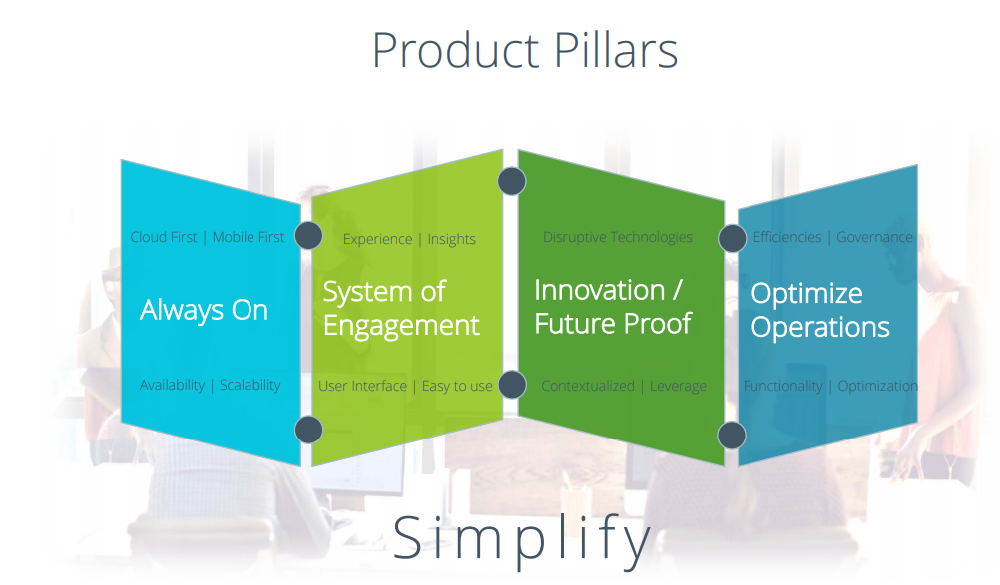 Product Pillars
Cloud First | Mobile First
Always On
Availability | Scalability
Experience | Insights
System of
Engagement
User Interface | Easy to use
Disruptive Technologies
Innovation /
Future Proof
Contextualized | Leverage
Efficiencies | Governance
Optimize
Operations
Functionality | Optimization
Simplify